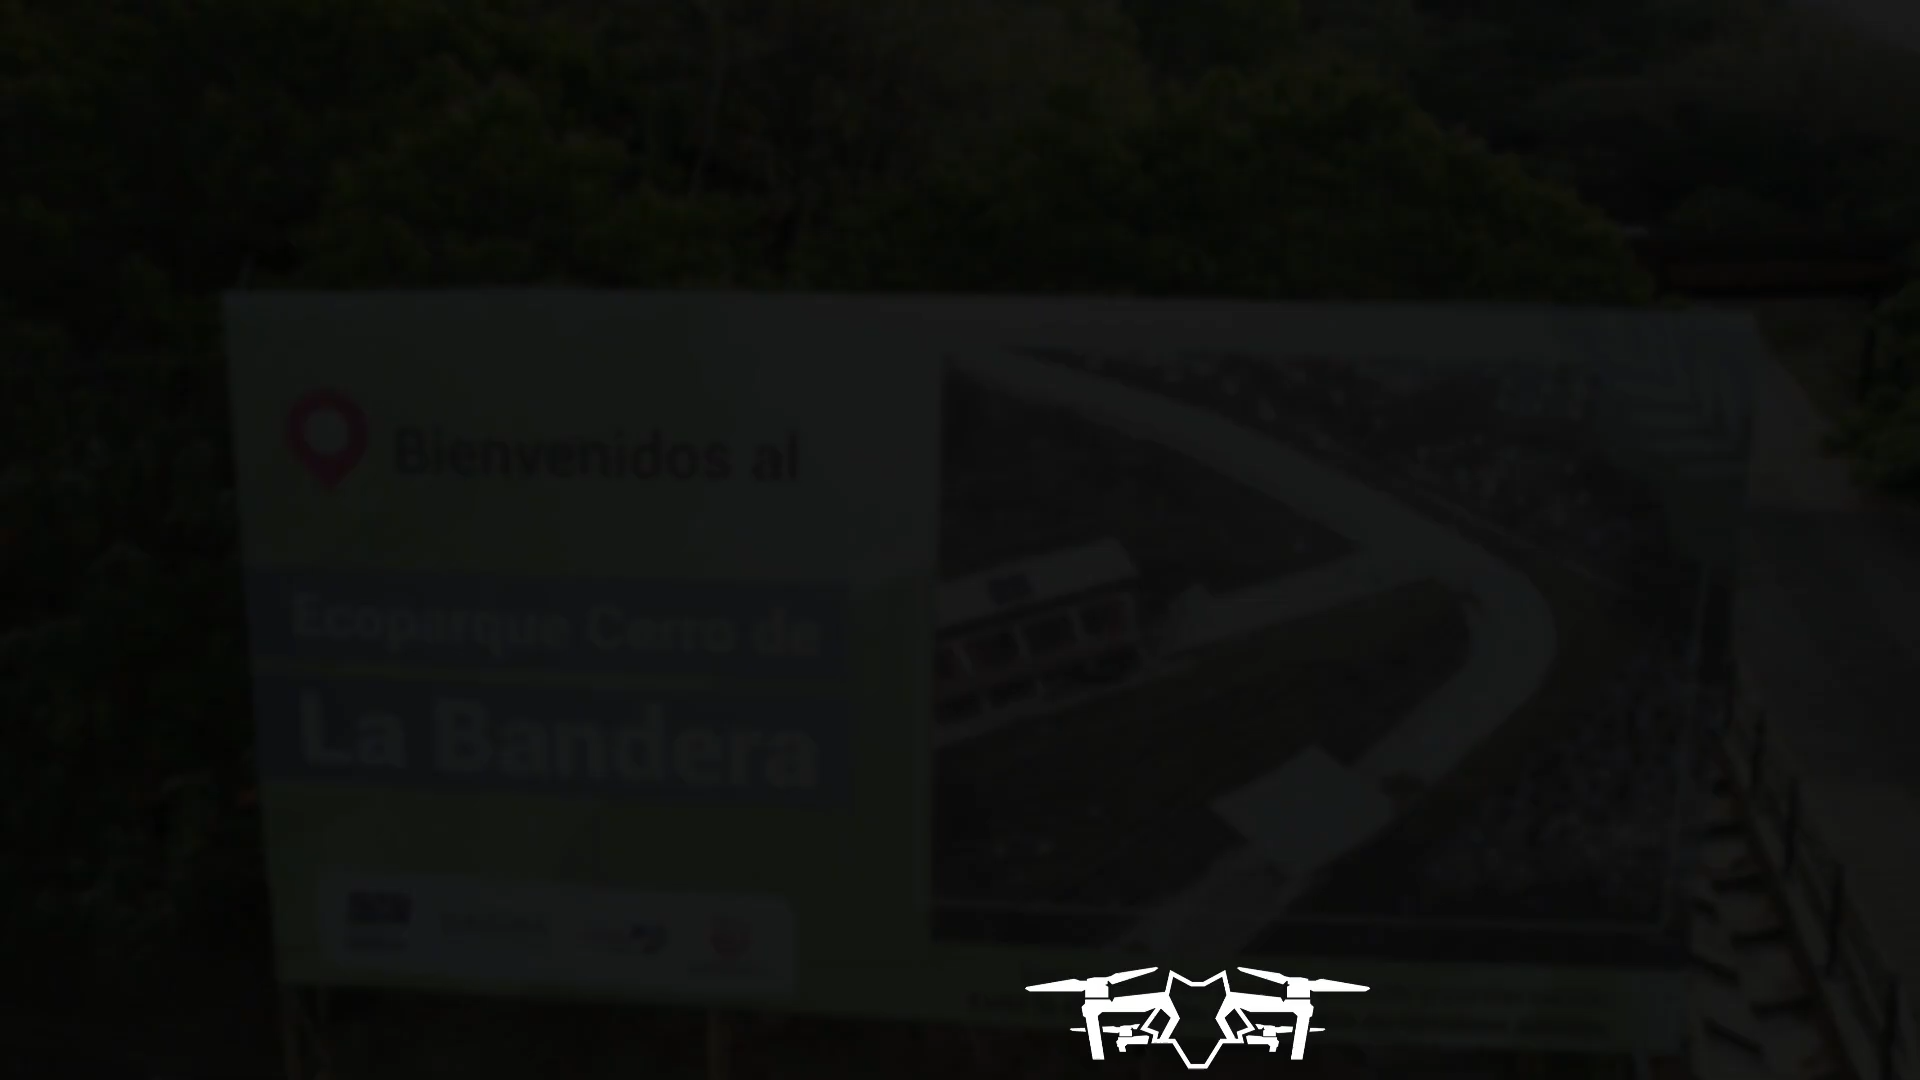 Bienvenidos al
Ecoparque Cerro de
La Bandera